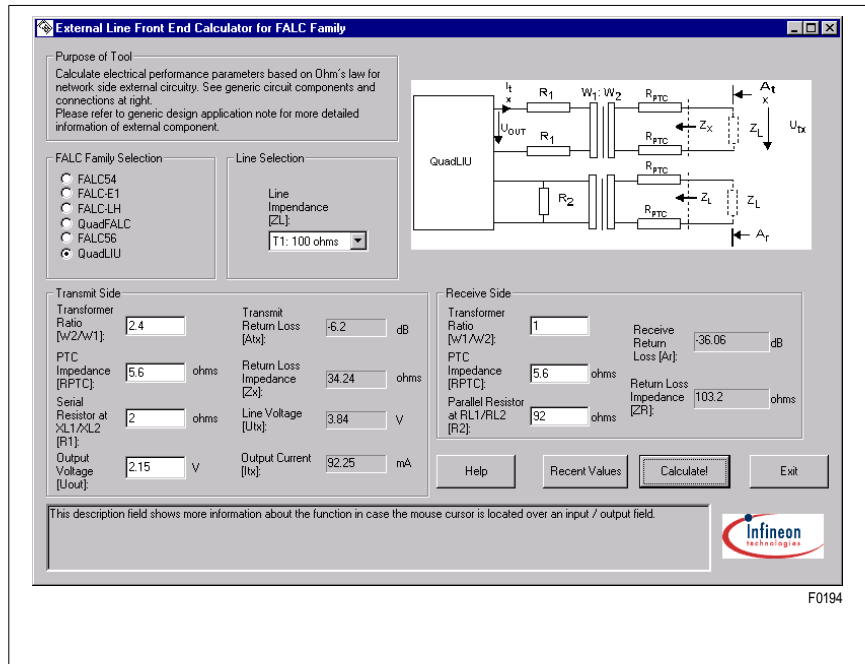 External Line Front End Calculator for FALC Family
Purpose of Tool
Calculate electrical performance parameters based on Ohm's law for
network side external circuitry. See generic circuit components and
connections at right.
Please refer to generic design application note for more detailed
information of external component.
FALC Family Selection
FALC54
FALC-E1
FALC-LH
QuadFALC
FALC56
QuadLIU
Line Selection
Line
Impendance
[ZL]:
T1: 100 ohms
QuadLIU
Itx
R1
W1: W2
RPTC
Atx
UOUT
ZX
ZL
Utx
R1
RPTC
RPTC
R2
ZL
ZL
RPTC
Ar
Transmit Side
Transformer
Ratio
[W2/W1]:
2.4
Transmit
Return Loss
[Atx]:
-6.2
dB
PTC
Impedance
[RPTC]:
5.6
ohms
Return Loss
Impedance
[Zx]:
34.24
ohms
Serial
Resistor at
XL1/XL2
[R1]:
2
ohms
Line Voltage
[Utx]:
3.84
V
Output
Voltage
[Uout]:
2.15
V
Output Current
[Itx]:
92.25
mA
Receive Side
Transformer
Ratio
[W1/W2]:
1
Receive
Return
Loss [Ar]:
-36.06
dB
PTC
Impedance
[RPTC]:
5.6
ohms
Return Loss
Impedance
[ZR]:
103.2
ohms
Parallel Resistor
at RL1/RL2
[R2]:
92
ohms
Help
Recent Values
Calculate!
Exit
This description field shows more information about the function in case the mouse cursor is located over an input / output field.
Infineon
technologies
F0194